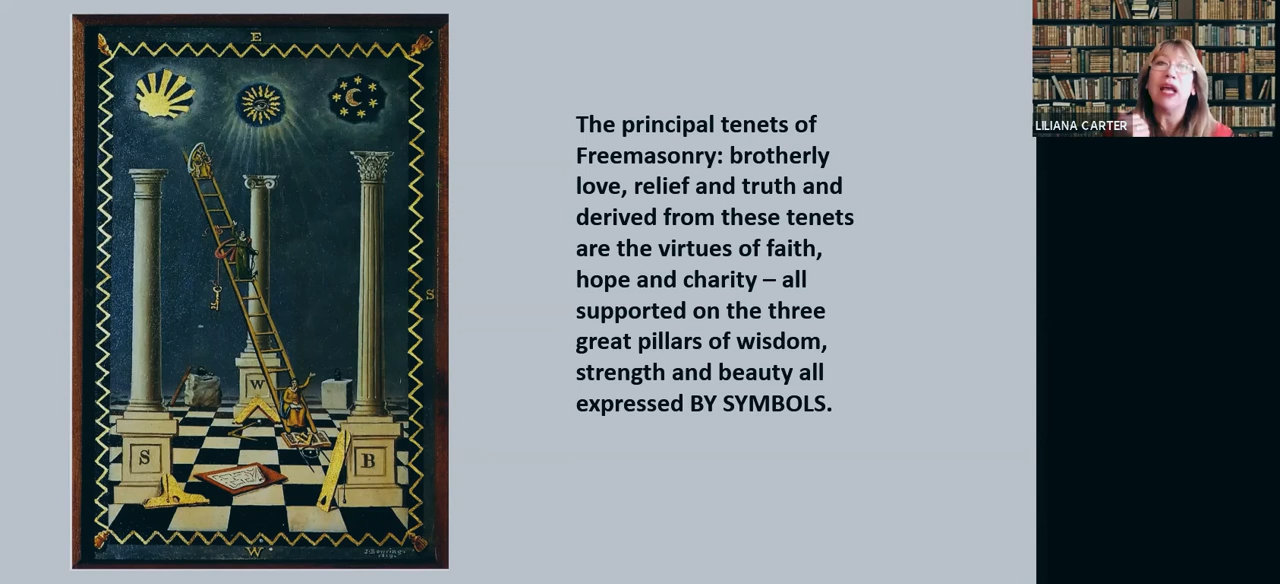 E
The principal tenets of
Freemasonry: brotherly
love, relief and truth and
derived from these tenets
are the virtues of faith,
hope and charity – all
supported on the three
great pillars of wisdom,
strength and beauty all
expressed BY SYMBOLS.
S
W
S
B
W
LILIANA CARTER